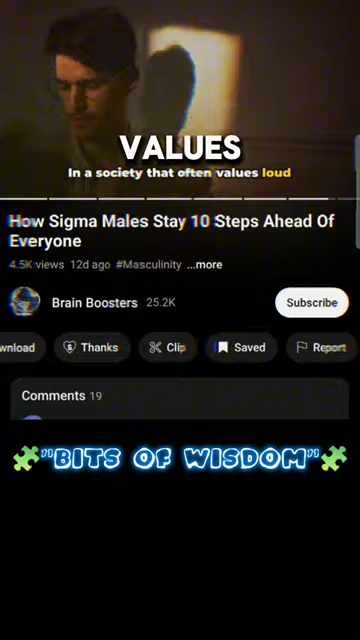 VALUES
In a society that often values loud
How Sigma Males Stay 10 Steps Ahead Of
Everyone
4.5K views 12d ago #Masculinity ...more
Brain Boosters 25.2K
Subscribe
wnload Thanks Clip Saved Report
Comments 19
"BITS OF WISDOM"